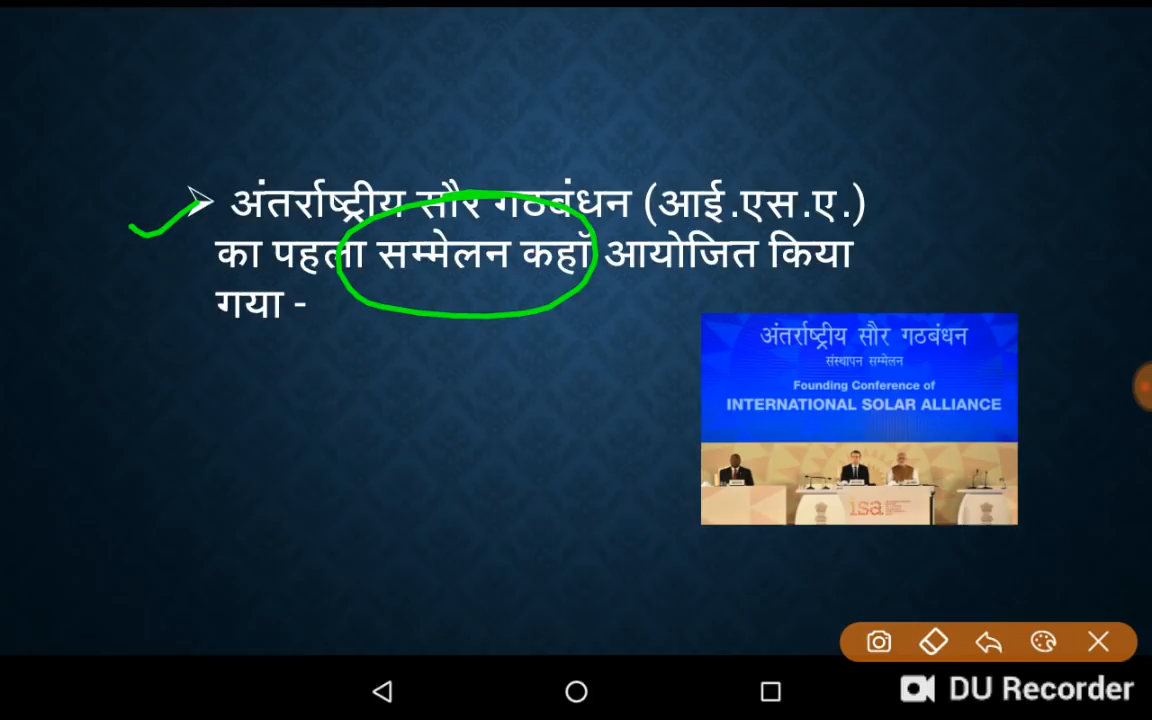 अंतर्राष्ट्रीय सौर गठबंधन (आई.एस.ए.)
का पहला सम्मेलन कहाॅ आयोजित किया
गया -
अंतर्राष्ट्रीय सौर गठबंधन
संस्थापन सम्मेलन
Founding Conference of
INTERNATIONAL SOLAR ALLIANCE
isa
DU Recorder